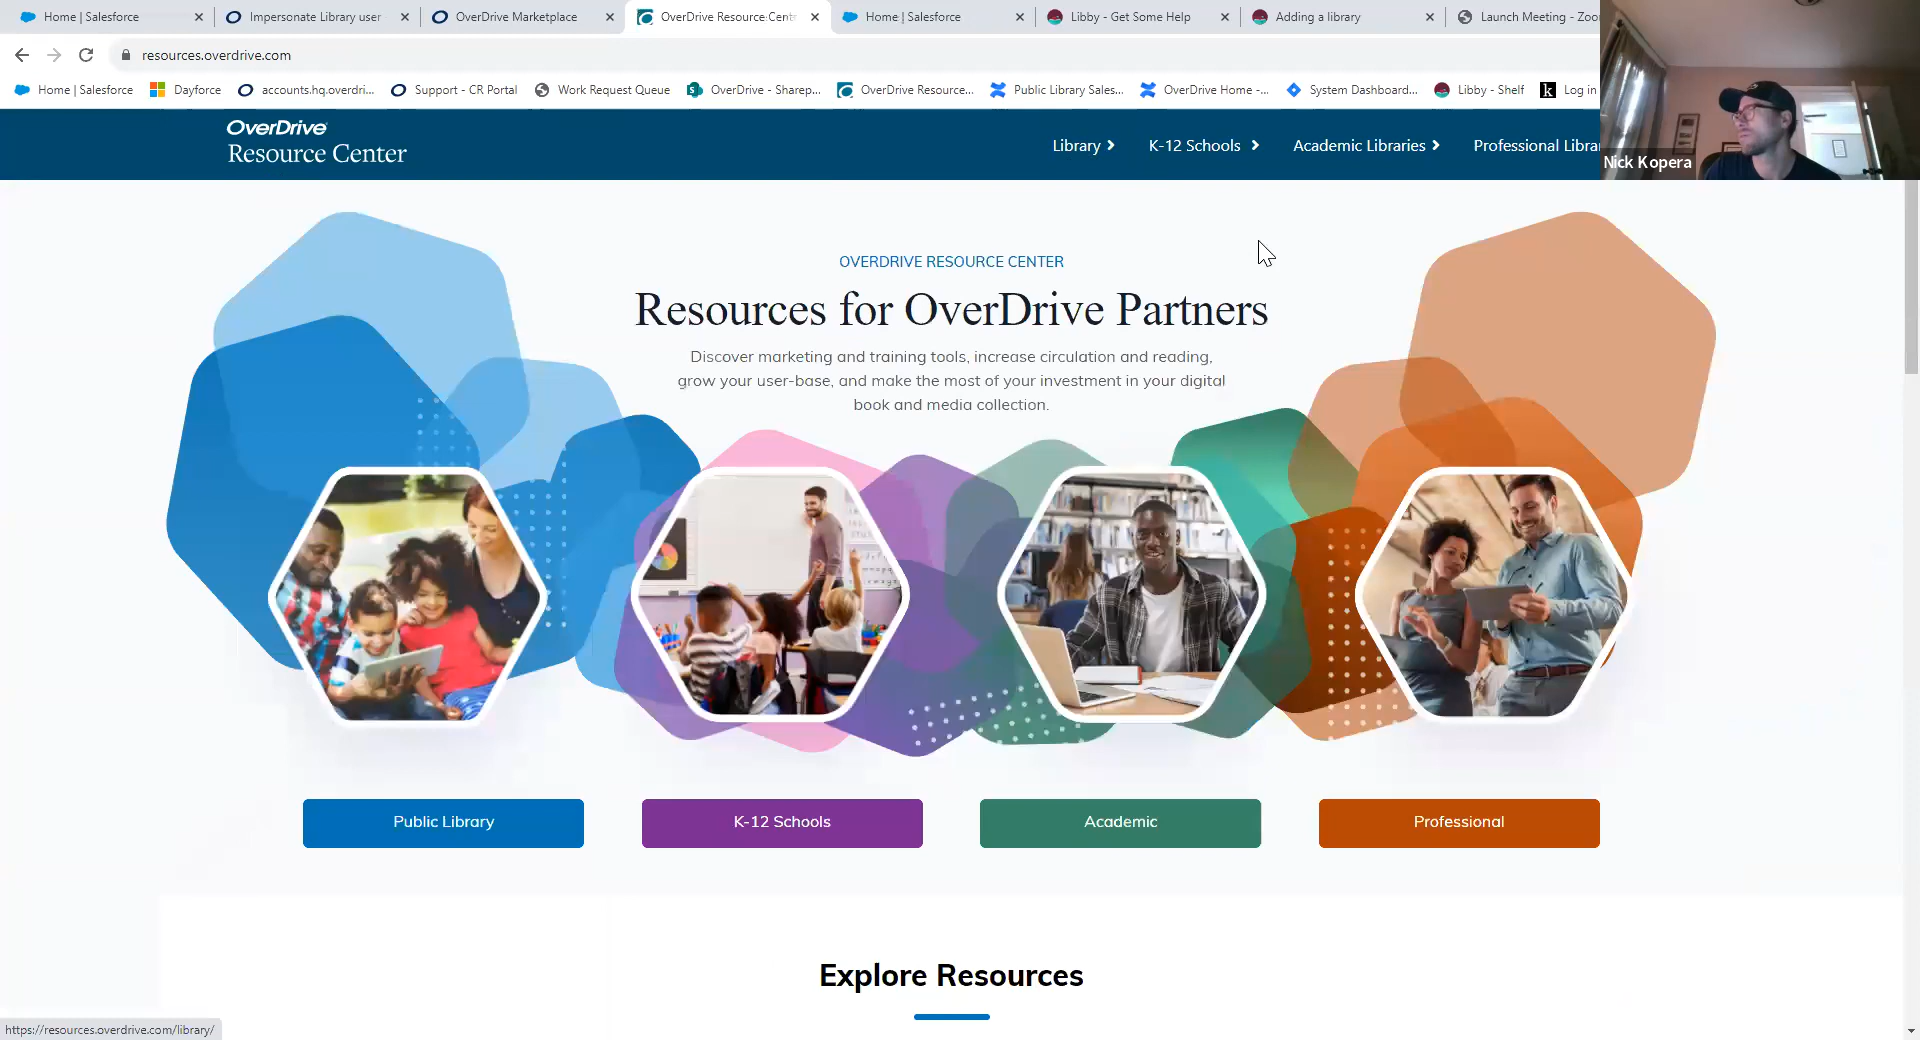 Home | Salesforce
Impersonate Library user
OverDrive Marketplace
OverDrive Resource Cent
Home | Salesforce
Libby - Get Some Help
Adding a library
Launch Meeting - Zoo
resources.overdrive.com
Home | Salesforce
Dayforce
accounts.hq.overdri...
Support - CR Portal
Work Request Queue
OverDrive - Sharep...
OverDrive Resource...
Public Library Sales...
OverDrive Home -...
System Dashboard...
Libby - Shelf
k
Log in
OverDrive
Resource Center
Library
K-12 Schools
Academic Libraries
Professional Libra
Nick Kopera
OVERDRIVE RESOURCE CENTER
Resources for OverDrive Partners
Discover marketing and training tools, increase circulation and reading,
grow your user-base, and make the most of your investment in your digital
book and media collection.
Public Library
K-12 Schools
Academic
Professional
Explore Resources
https://resources.overdrive.com/library/